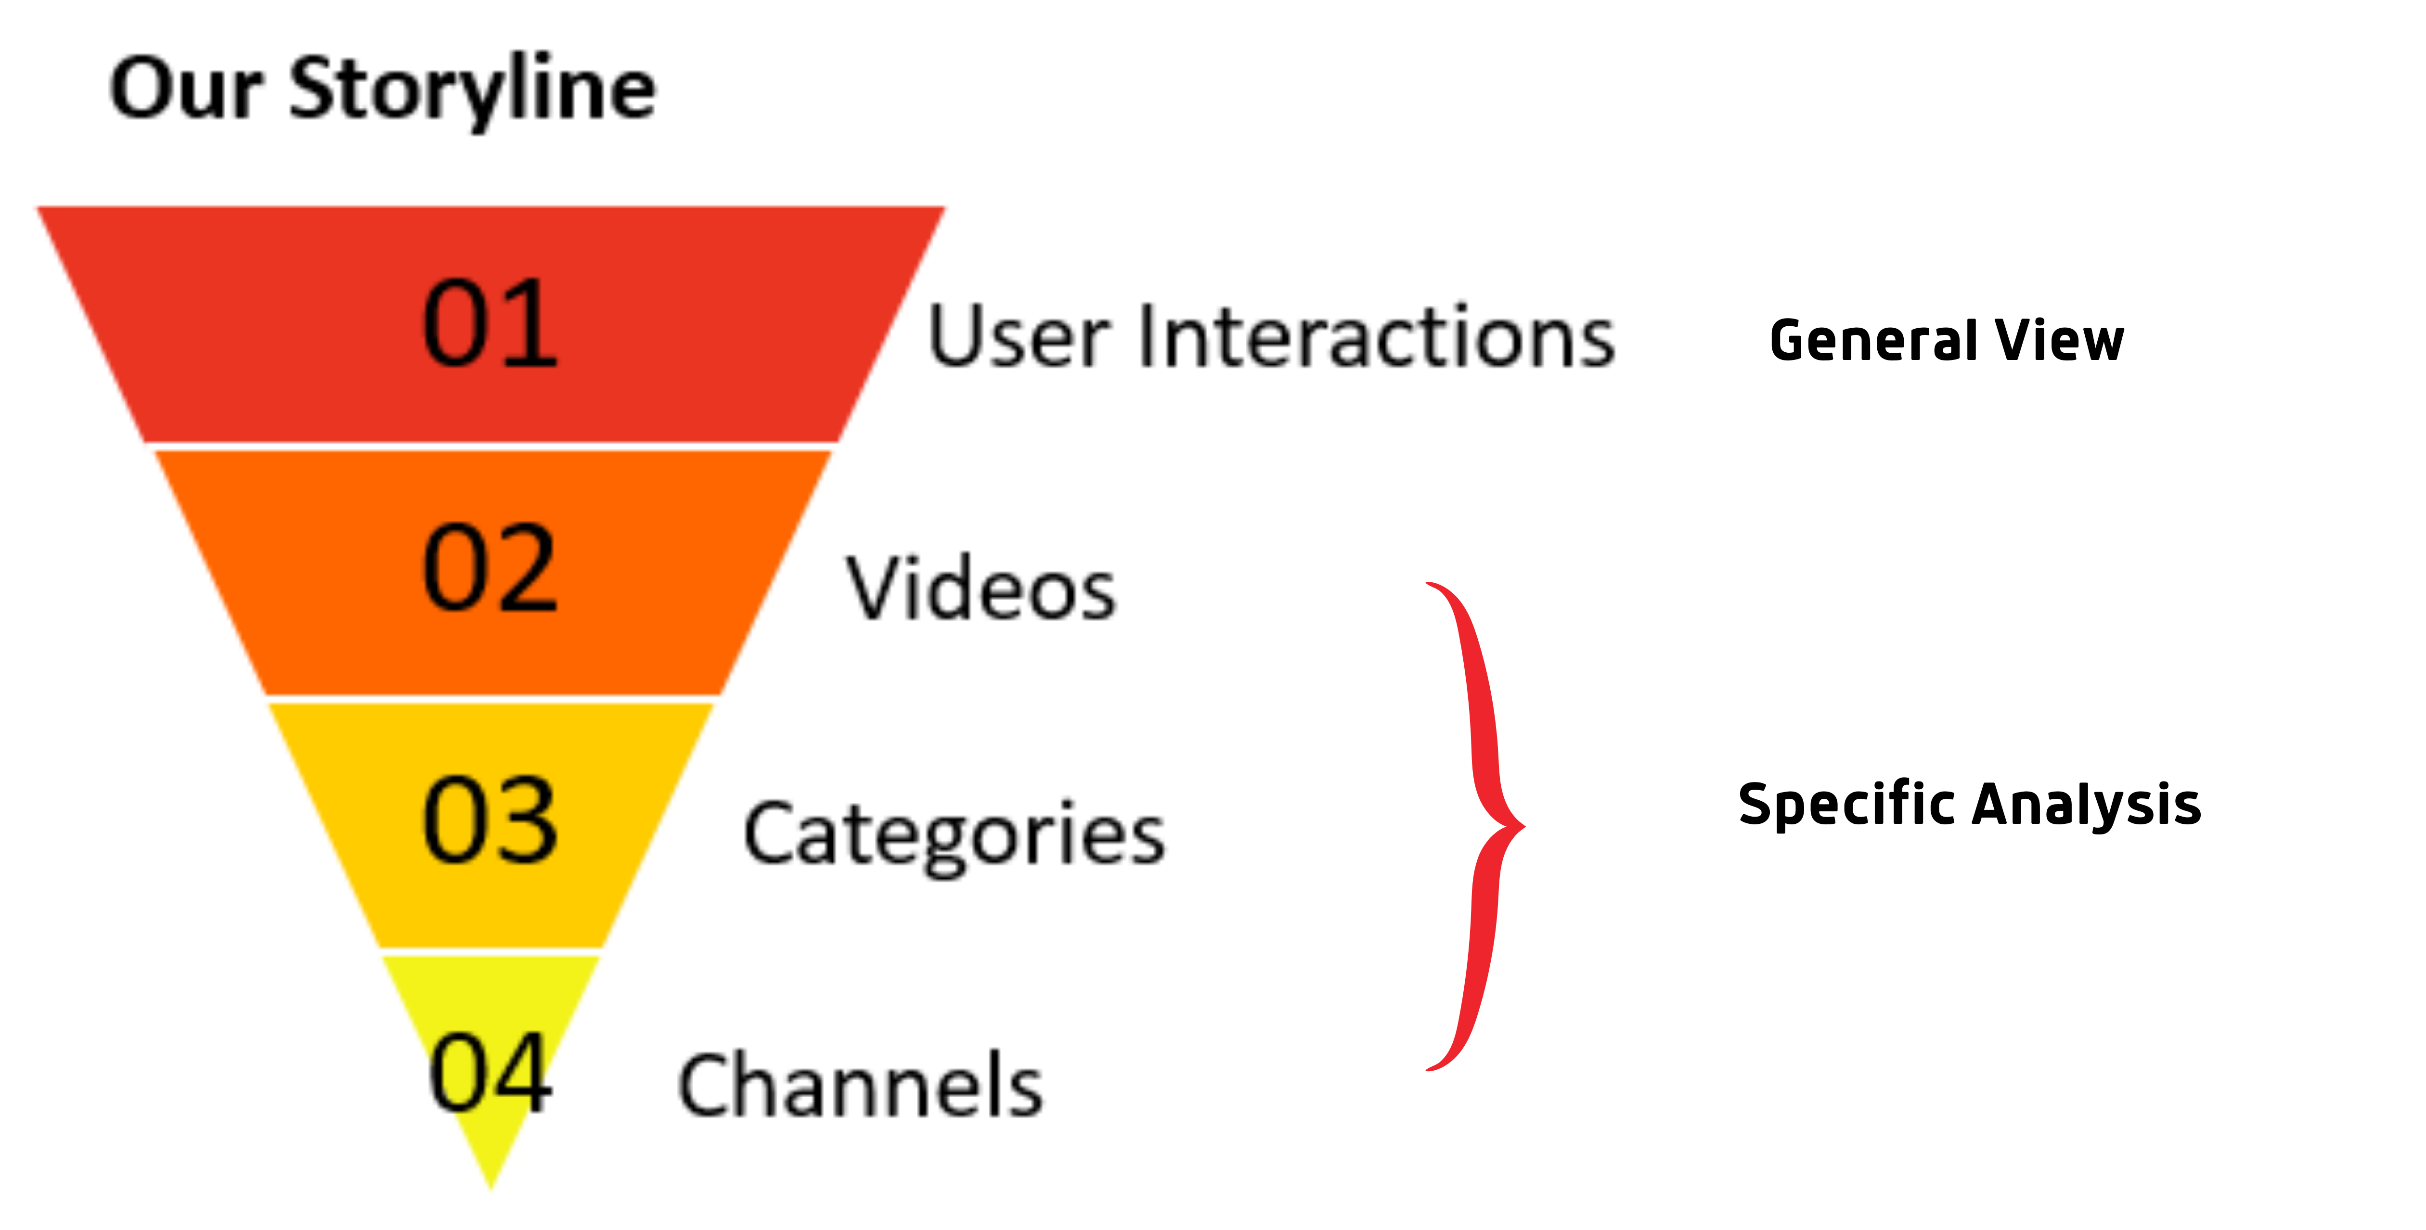 Our Storyline
01
User Interactions
General View
02
Videos
03
Categories
Specific Analysis
04
Channels